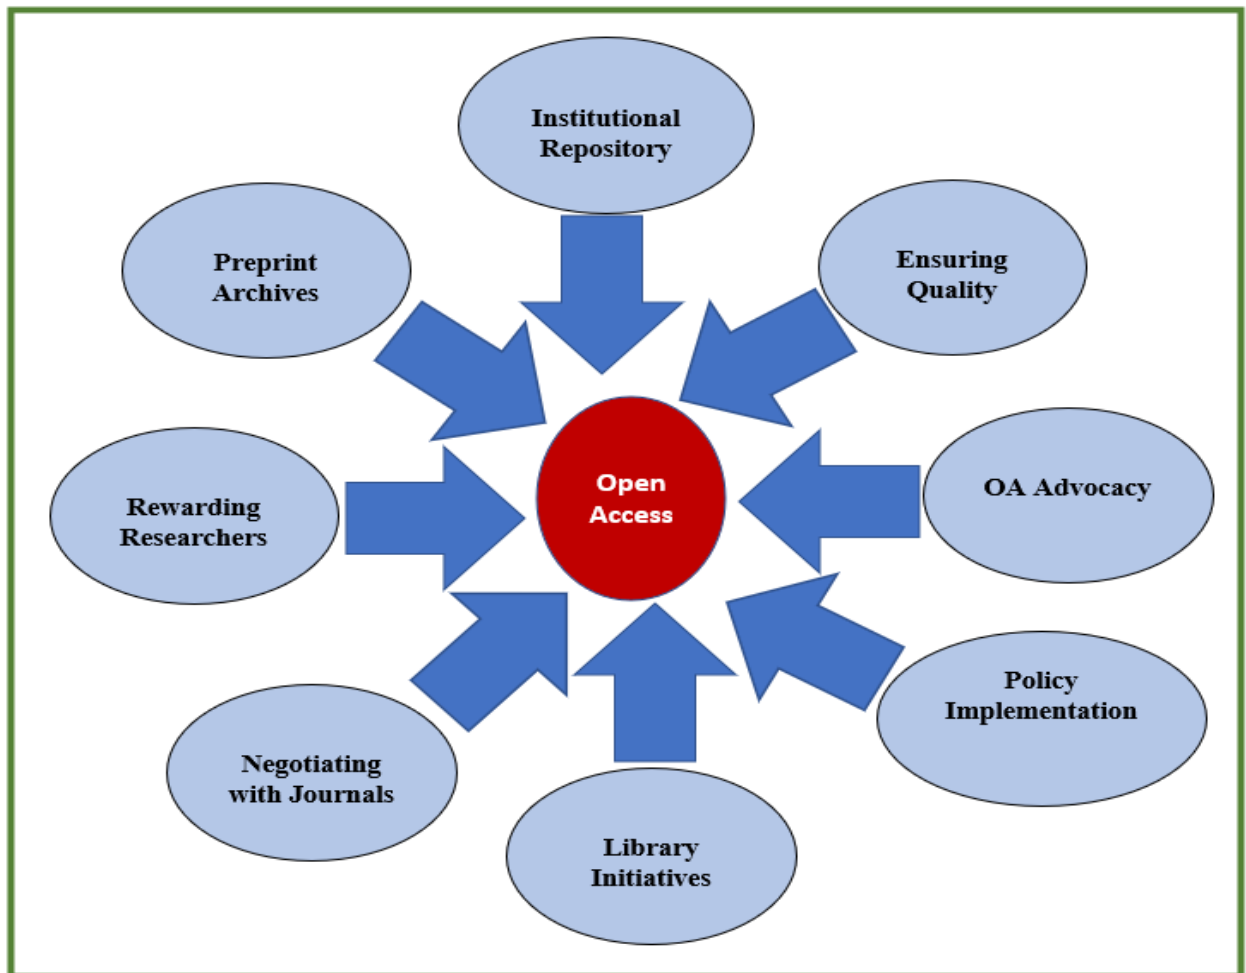 Institutional
Repository
Preprint
Archives
Ensuring
Quality
Rewarding
Researchers
Open
Access
OA Advocacy
Policy
Implementation
Negotiating
with Journals
Library
Initiatives